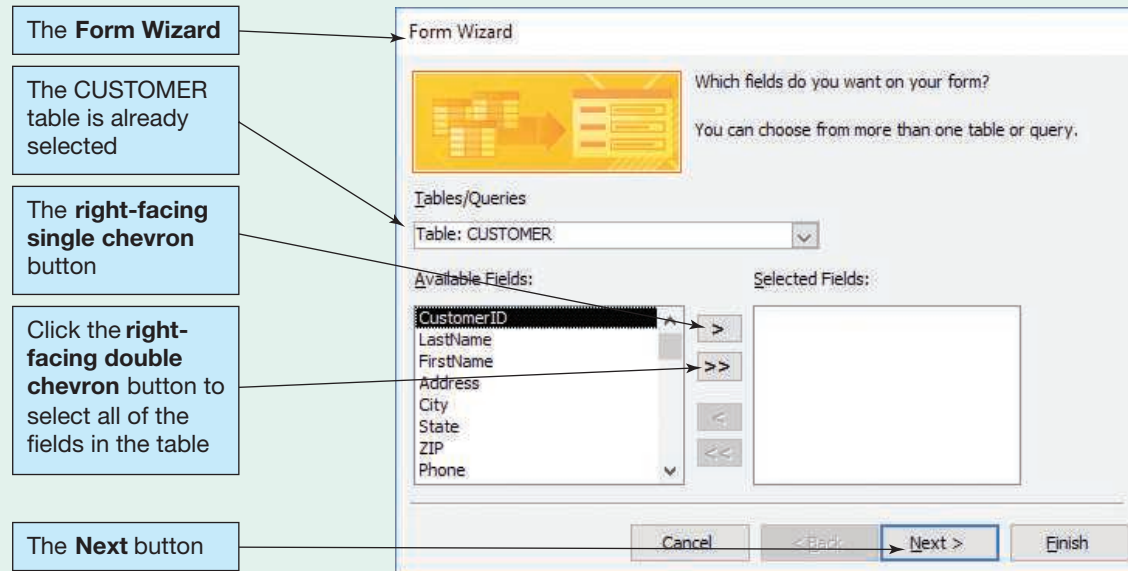 The Form Wizard
The CUSTOMER
table is already
selected
The right-facing
single chevron
button
Click the right-
facing double
chevron button to
select all of the
fields in the table
The Next button
Form Wizard
Which fields do you want on your form?
You can choose from more than one table or query.
Tables/Queries
Table: CUSTOMER
Available Fields:
Selected Fields:
CustomerID
LastName
FirstName
Address
City
State
ZIP
Phone
>
>>
<
<<
Cancel
< Back
Next >
Finish